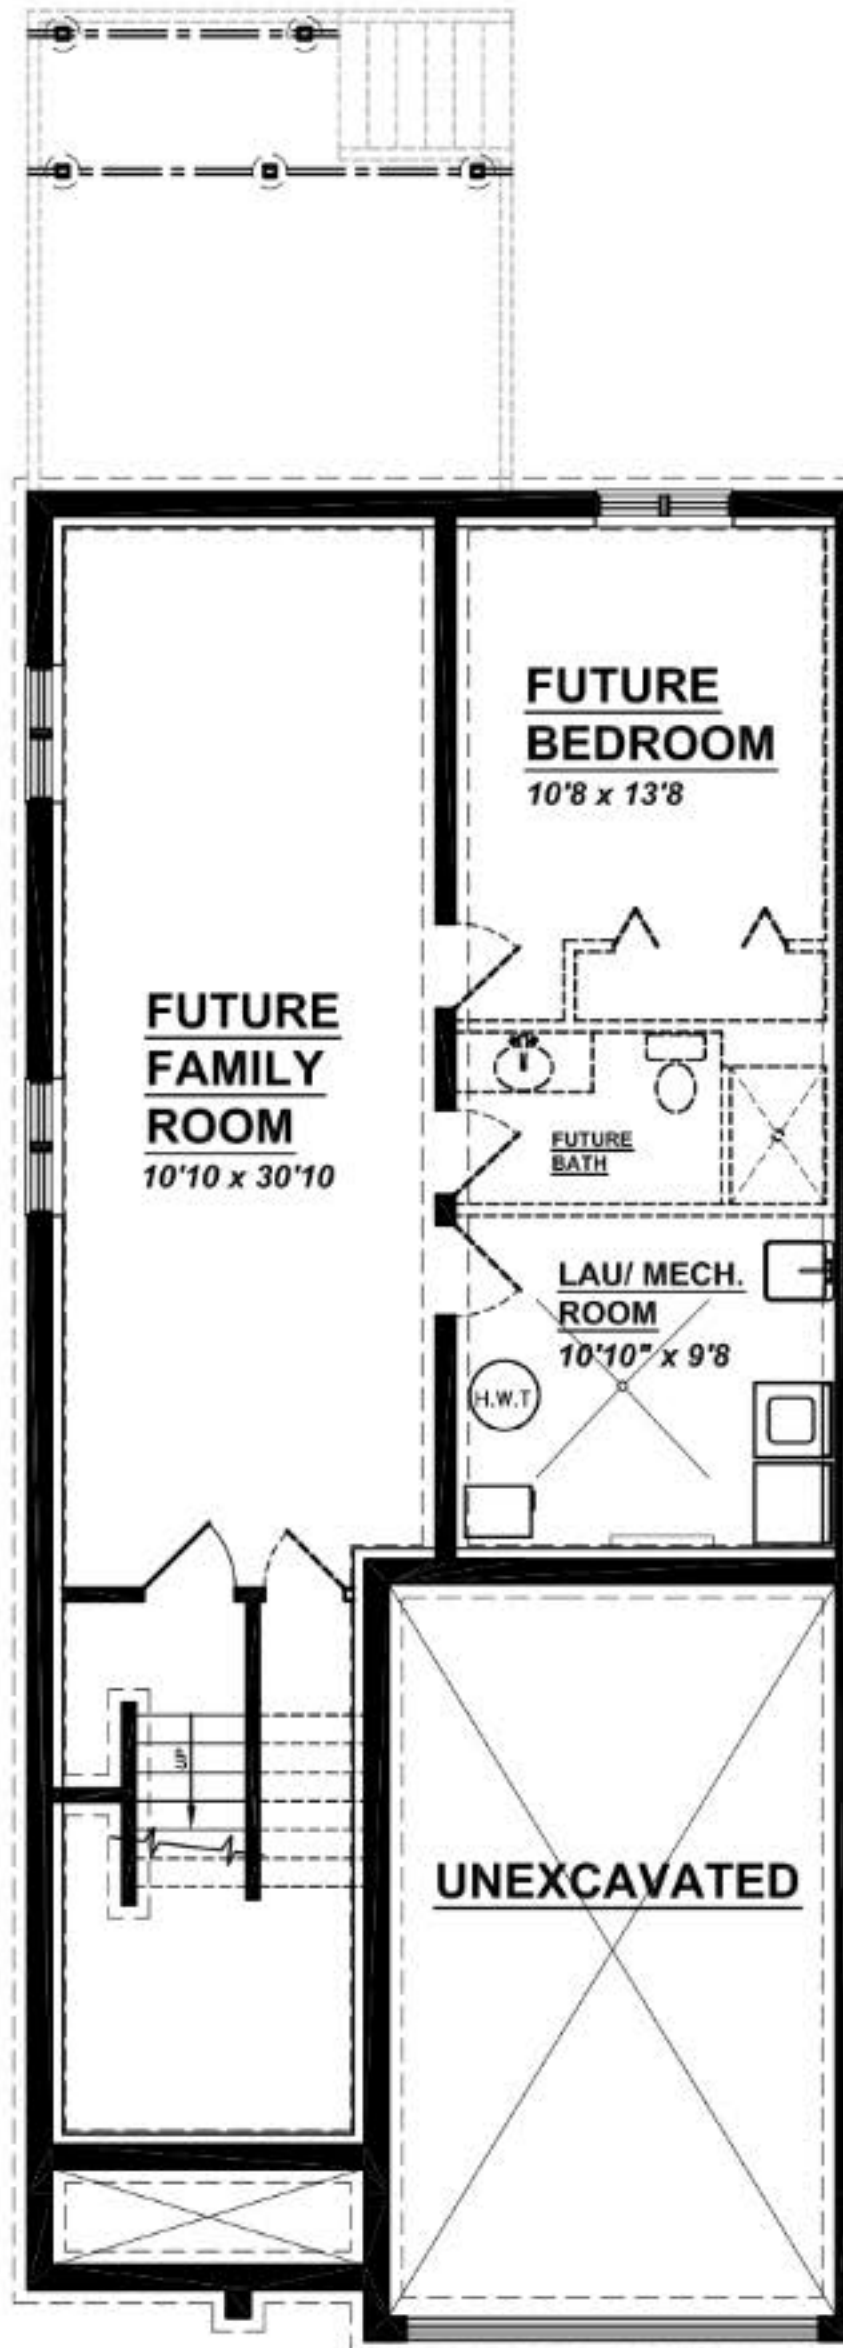 FUTURE
BEDROOM
10'8 x 13'8
FUTURE
FAMILY
ROOM
10'10 x 30'10
FUTURE
BATH
LAU/ MECH.
ROOM
10'10" x 9'8
H.W.T
UP
UNEXCAVATED